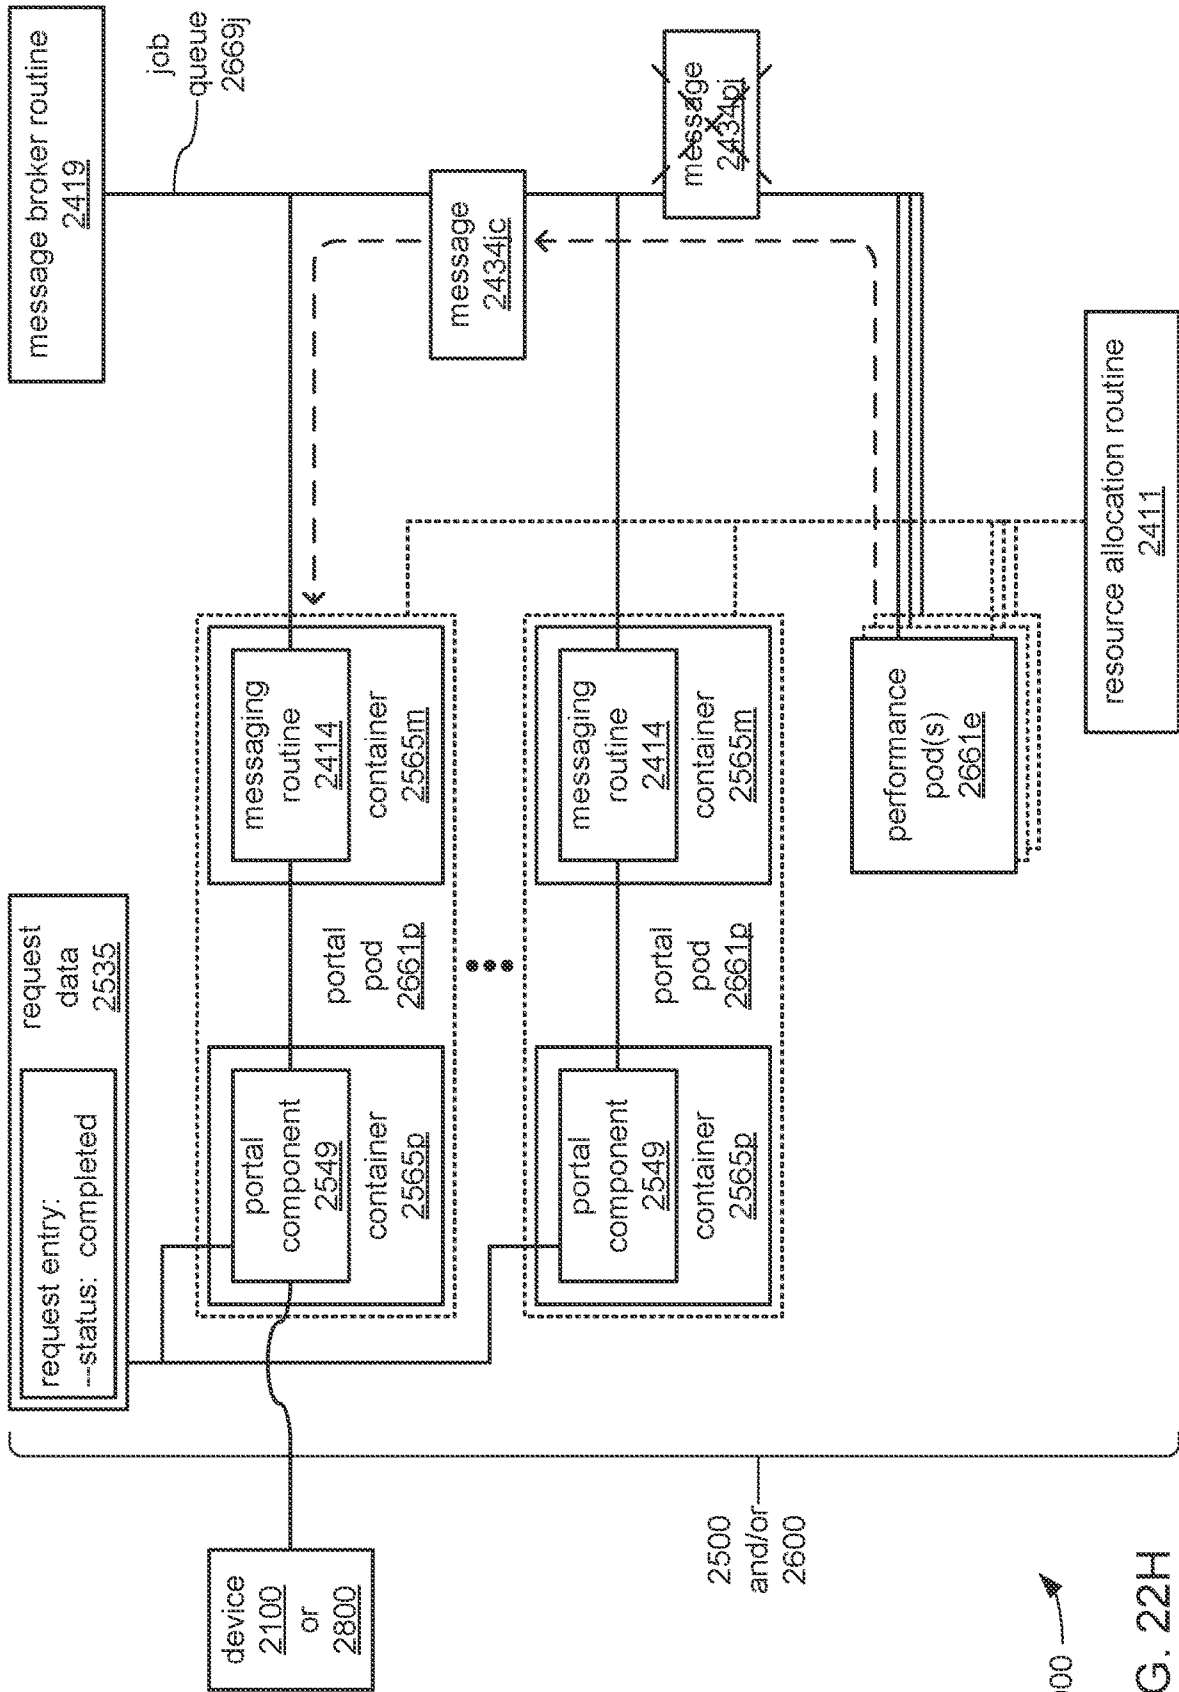 message broker routine
2419
job
queue
2669j
request
data
2535
request entry:
--status: completed
device
2100
or
2800
portal
component
2549
container
2565p
portal
pod
2661p
messaging
routine
2414
container
2565m
message
2434jc
message
portal
component
2549
container
2565p
portal
pod
2661p
messaging
routine
2414
container
2565m
performance
pod(s)
2661e
resource allocation routine
2411
2500
and/or
2600
G. 22H